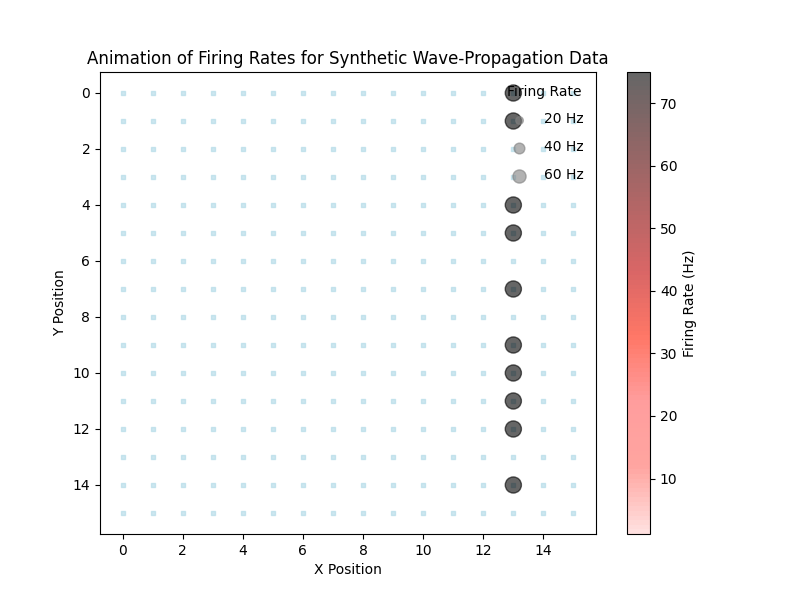 Animation of Firing Rates for Synthetic Wave-Propagation Data
Firing Rate
20 Hz
40 Hz
60 Hz
0
2
4
6
8
10
12
14
Y Position
0
2
4
6
8
10
12
14
X Position
70
60
50
40
30
20
10
Firing Rate (Hz)